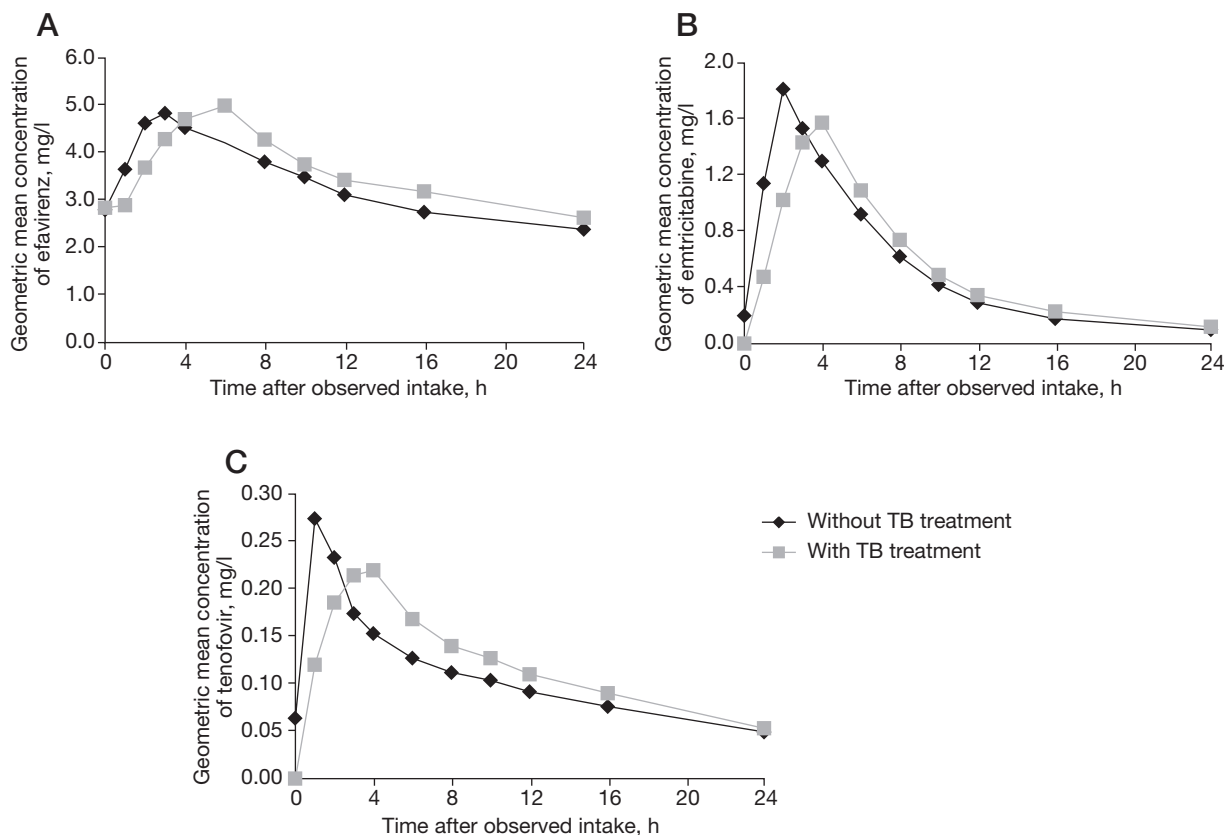 A
Geometric mean concentration
of efavirenz, mg/l
6.0
5.0
4.0
3.0
2.0
1.0
0.0
0 4 8 12 16 20 24
Time after observed intake, h
B
Geometric mean concentration
of emtricitabine, mg/l
2.0
1.6
1.2
0.8
0.4
0.0
0 4 8 12 16 20 24
Time after observed intake, h
C
Geometric mean concentration
of tenofovir, mg/l
0.30
0.25
0.20
0.15
0.10
0.05
0.00
0 4 8 12 16 20 24
Time after observed intake, h
Without TB treatment
With TB treatment